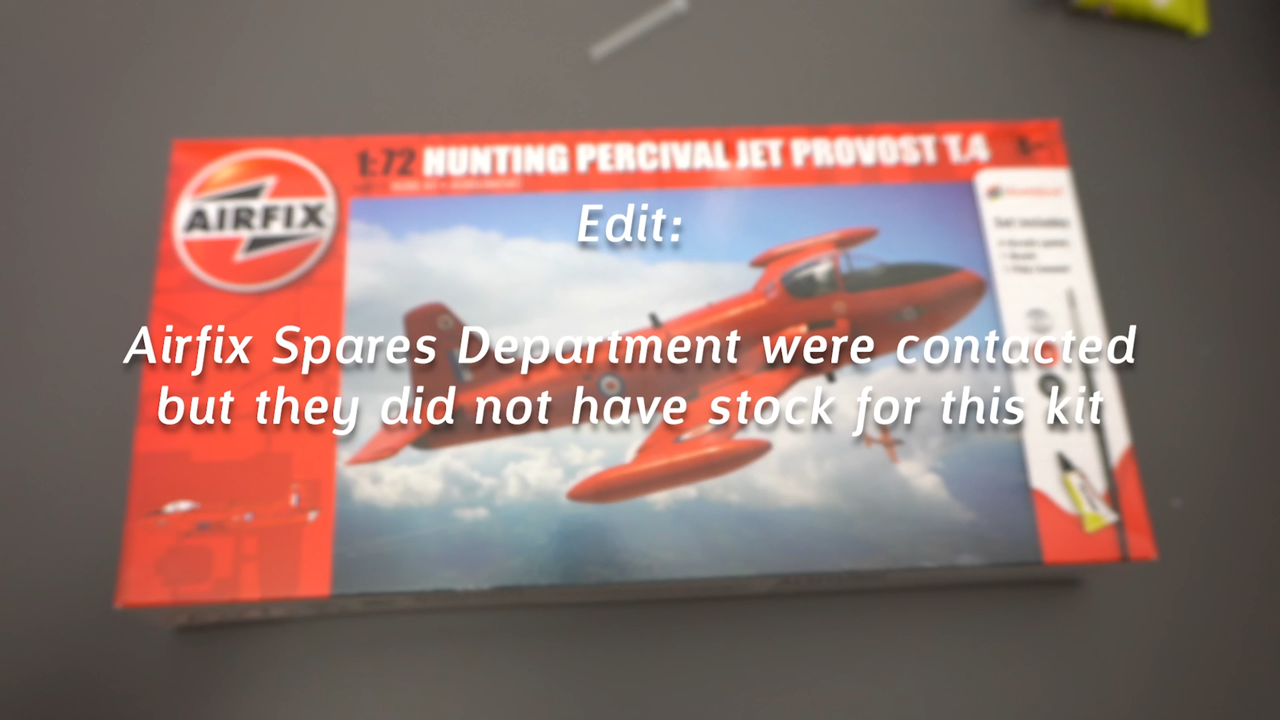 1:72 HUNTING PERCIVAL JET PROVOST T.4
AIRFIX
Edit:
Airfix Spares Department were contacted
but they did not have stock for this kit